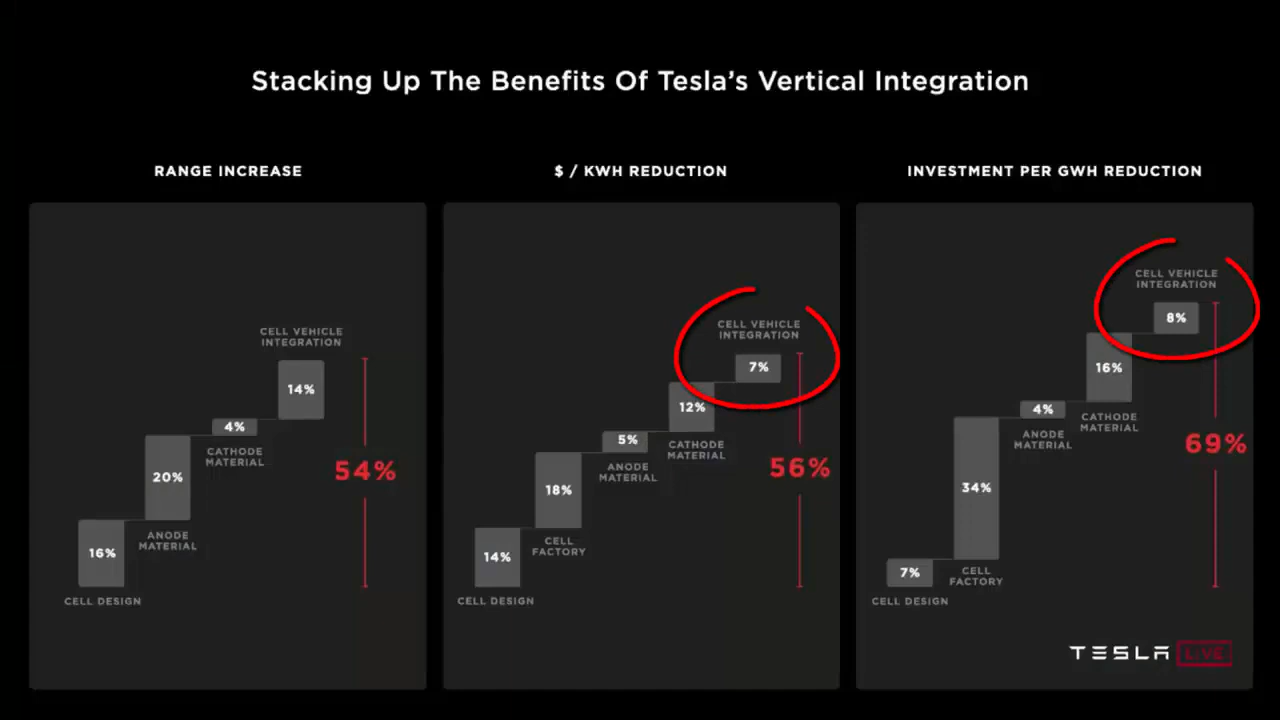 Stacking Up The Benefits Of Tesla's Vertical Integration
RANGE INCREASE
CELL VEHICLE
INTEGRATION
14%
4%
CATHODE
MATERIAL
20%
54%
ANODE
MATERIAL
16%
CELL DESIGN
$ / KWH REDUCTION
CELL VEHICLE
INTEGRATION
7%
12%
5%
CATHODE
MATERIAL
ANODE
MATERIAL
56%
18%
CELL
FACTORY
14%
CELL DESIGN
INVESTMENT PER GWH REDUCTION
CELL VEHICLE
INTEGRATION
8%
16%
4%
CATHODE
MATERIAL
ANODE
MATERIAL
69%
34%
CELL
FACTORY
7%
CELL DESIGN
TESLA LIVE